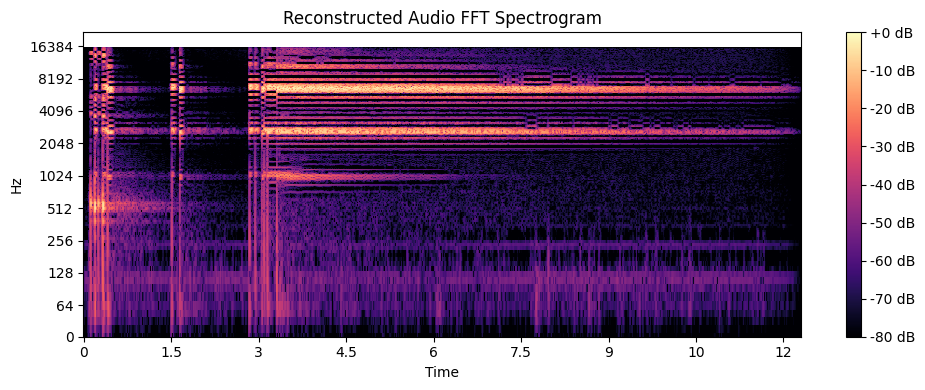 Reconstructed Audio FFT Spectrogram
Hz
16384
8192
4096
2048
1024
512
256
128
64
0
0 1.5 3 4.5 6 7.5 9 10 12
Time
+0 dB
-10 dB
-20 dB
-30 dB
-40 dB
-50 dB
-60 dB
-70 dB
-80 dB